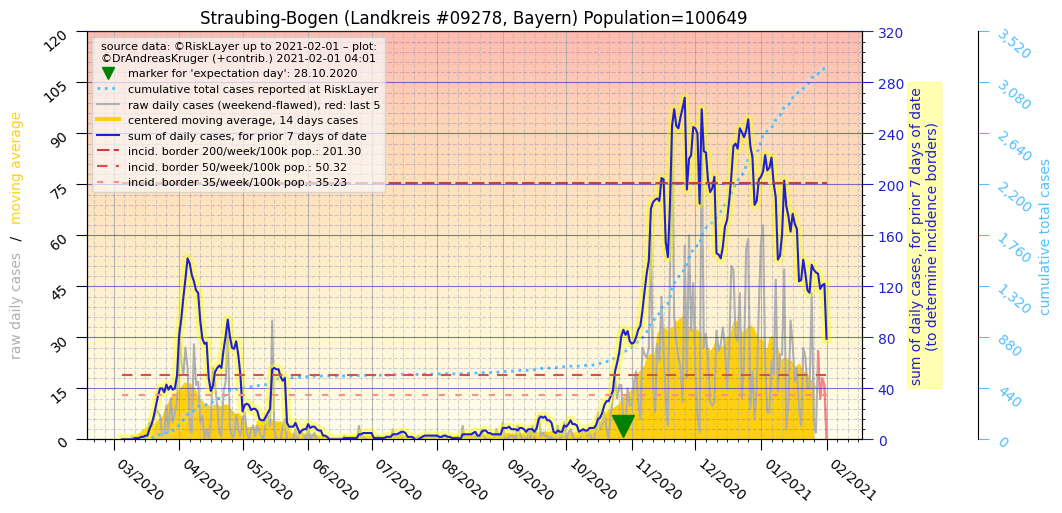 Straubing-Bogen (Landkreis #09278, Bayern) Population=100649
source data: ©RiskLayer up to 2021-02-01 – plot:
©DrAndreasKruger (+contrib.) 2021-02-01 04:01
marker for 'expectation day': 28.10.2020
cumulative total cases reported at RiskLayer
raw daily cases (weekend-flawed), red: last 5
centered moving average, 14 days cases
sum of daily cases, for prior 7 days of date
incid. border 200/week/100k pop.: 201.30
incid. border 50/week/100k pop.: 50.32
incid. border 35/week/100k pop.: 35.23
raw daily cases / moving average
120
105
90
75
60
45
30
15
0
03/2020
04/2020
05/2020
06/2020
07/2020
08/2020
09/2020
10/2020
11/2020
12/2020
01/2021
02/2021
320
280
240
200
160
120
80
40
0
sum of daily cases, for prior 7 days of date
(to determine incidence borders)
3,520
3,080
2,640
2,200
1,760
1,320
880
440
0
cumulative total cases